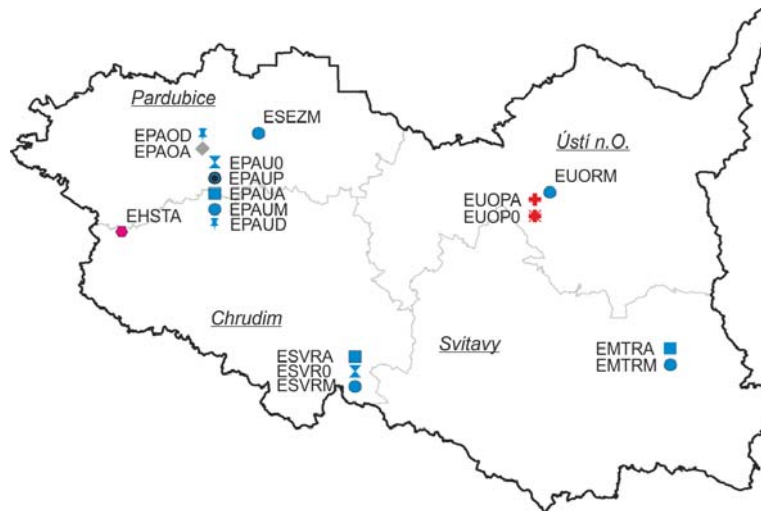 Pardubice
ESEZM
EPAOD
EPAOA
Ústí n.O.
EPAU0
EPAUP
EUORM
EPAUA
EUOPA
EPAUM
EUOP0
EHSTA
EPAUD
Chrudim
Svitavy
ESVRA
EMTRA
ESVR0
EMTRM
ESVRM